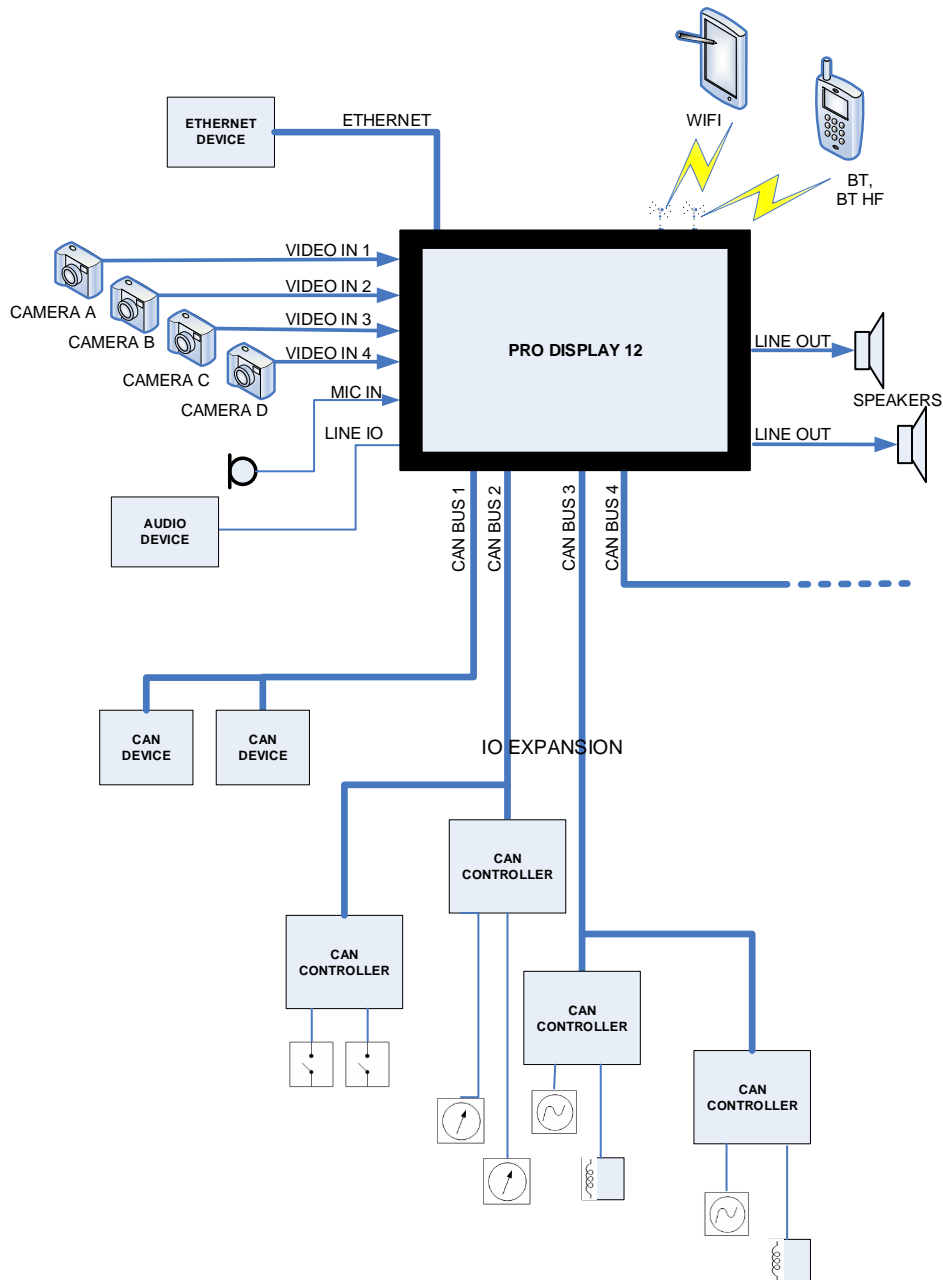 WIFI
BT,
BT HF
ETHERNET
DEVICE
ETHERNET
VIDEO IN 1
CAMERA A
VIDEO IN 2
CAMERA B
VIDEO IN 3
CAMERA C
VIDEO IN 4
CAMERA D
MIC IN
LINE IO
AUDIO
DEVICE
PRO DISPLAY 12
LINE OUT
SPEAKERS
LINE OUT
CAN BUS 1
CAN BUS 2
CAN BUS 3
CAN BUS 4
CAN
DEVICE
CAN
DEVICE
IO EXPANSION
CAN
CONTROLLER
CAN
CONTROLLER
CAN
CONTROLLER
CAN
CONTROLLER